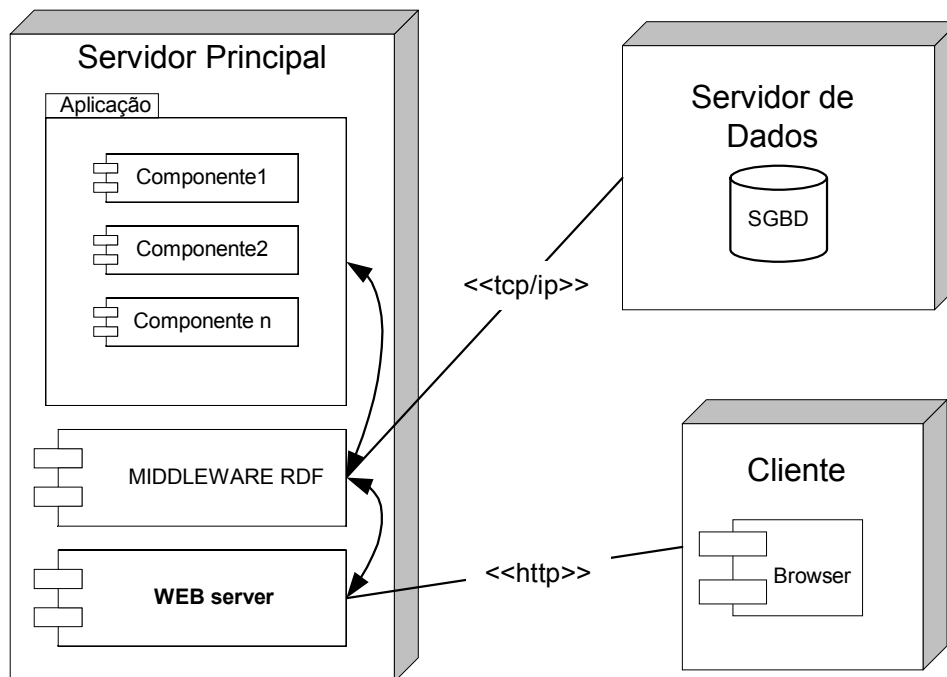 Servidor Principal
Aplicação
Componente1
Componente2
Componente n
MIDDLEWARE RDF
WEB server
Servidor de
Dados
SGBD
<<tcp/ip>>
Cliente
Browser
<<http>>